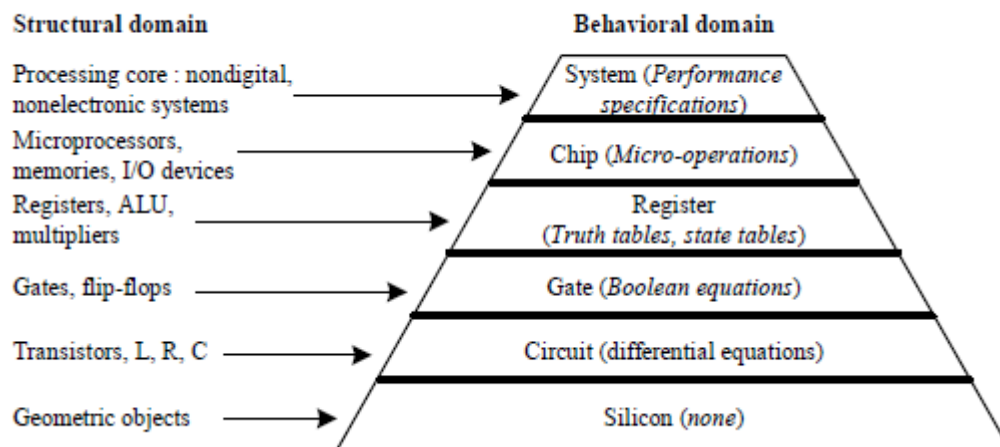 Structural domain
Behavioral domain
Processing core : nondigital,
nonelectronic systems
System (Performance
specifications)
Microprocessors,
memories, I/O devices
Chip (Micro-operations)
Registers, ALU,
multipliers
Register
(Truth tables, state tables)
Gates, flip-flops
Gate (Boolean equations)
Transistors, L, R, C
Circuit (differential equations)
Geometric objects
Silicon (none)